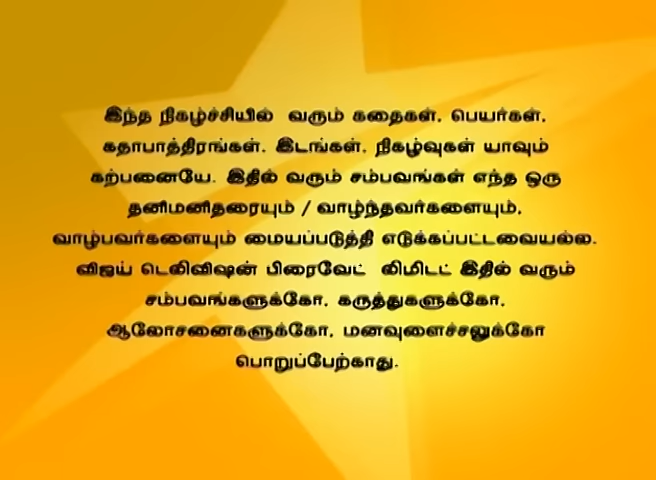 இந்த நிகழ்ச்சியில் வரும் கதைகள், பெயர்கள்,
கதாபாத்திரங்கள், இடங்கள், நிகழ்வுகள் யாவும்
கற்பனையே. இதில் வரும் சம்பவங்கள் எந்த ஒரு
தனிமனிதரையும் / வாழ்ந்தவர்களையும்,
வாழ்பவர்களையும் மையப்படுத்தி எடுக்கப்பட்டவையல்ல.
விஜய் டெலிவிஷன் பிரைவேட் லிமிடட் இதில் வரும்
சம்பவங்களுக்கோ, கருத்துகளுக்கோ,
ஆலோசனைகளுக்கோ, மனவுளைச்சலுக்கோ
பொறுப்பேற்காது.